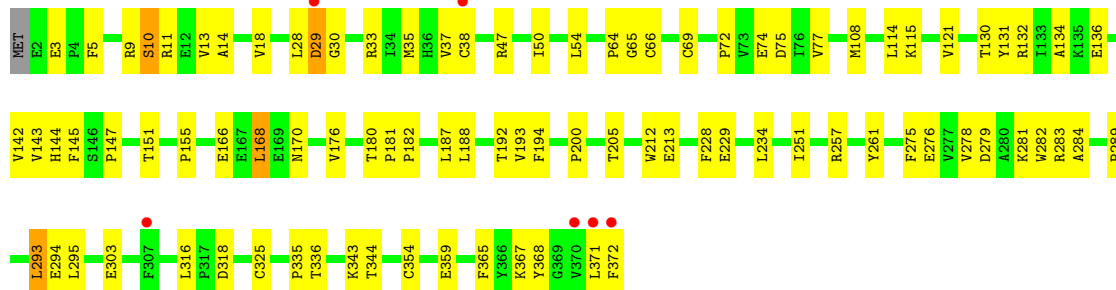 MET E2 E3 P4 F5 R9 S10 R11 E12 V13 A14 V18 L28 D29 G30 R33 I34 M35 H36 V37 C38 R47 I50 L54 P64 G65 C66 C69 P72 V73 E74 D75 I76 V77 M108 L114 K115 V121 T130 Y131 R132 I133 A134 K135 E136
V142 V143 H144 F145 S146 P147 T151 P155 E166 E167 L168 E169 N170 V176 T180 P181 P182 L187 L188 T192 V193 F194 P200 T205 W212 E213 F228 E229 L234 I251 R257 Y261 F275 E276 V277 V278 D279 A280 K281 W282 R283 A284
L293 E294 L295 E303 F307 L316 P317 D318 C325 P335 T336 K343 T344 C354 E359 F365 Y366 K367 Y368 G369 V370 L371 F372